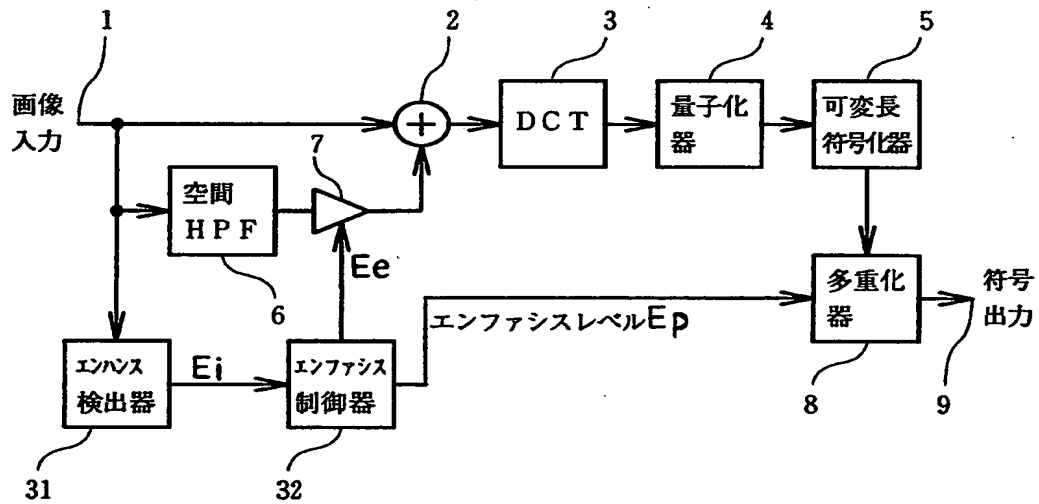 1
2
3
4
5
画像
入力
DCT
量子化
器
可変長
符号化器
7
空間
HPF
6
Ee
エンファシスレベルEp
多重化
器
符号
出力
エンハンス
検出器
Ei
エンファシス
制御器
8
9
31
32